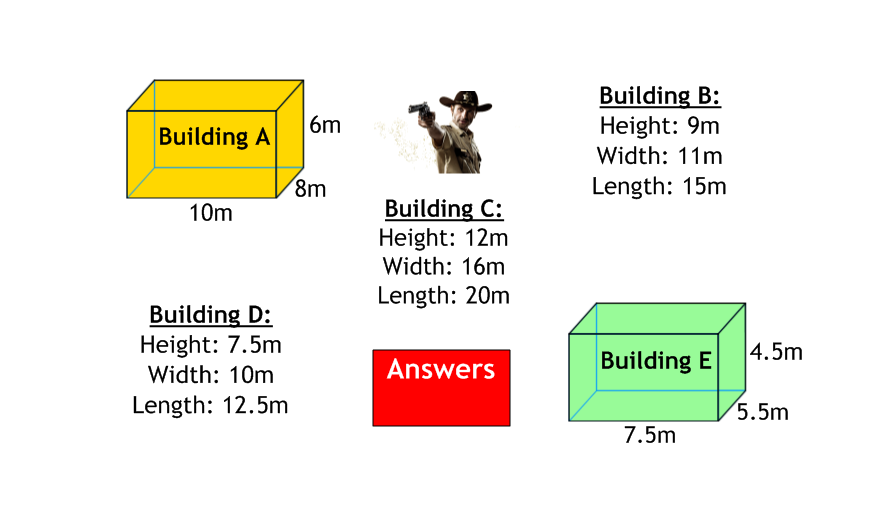 Building A
6m
8m
10m
Building B:
Height: 9m
Width: 11m
Length: 15m
Building C:
Height: 12m
Width: 16m
Length: 20m
Building D:
Height: 7.5m
Width: 10m
Length: 12.5m
Answers
Building E
4.5m
5.5m
7.5m